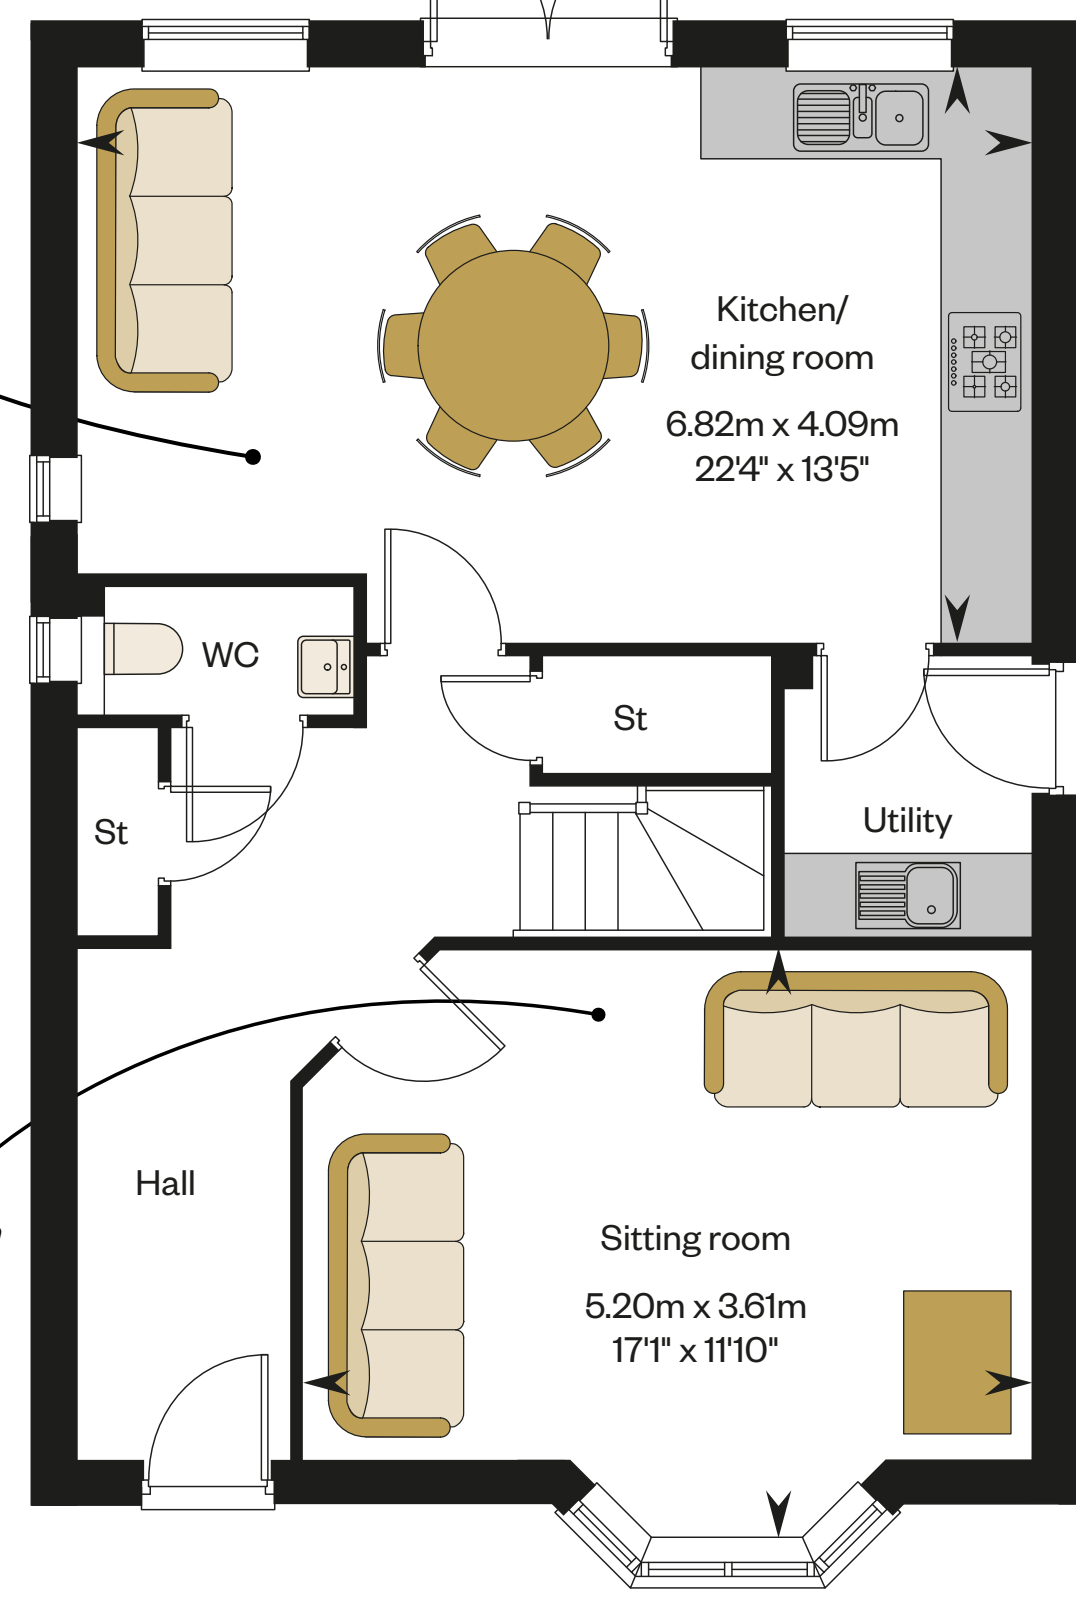 Kitchen/
dining room
6.82m x 4.09m
22'4" x 13'5"
WC
St
St
Utility
Hall
Sitting room
5.20m x 3.61m
17'1" x 11'10"